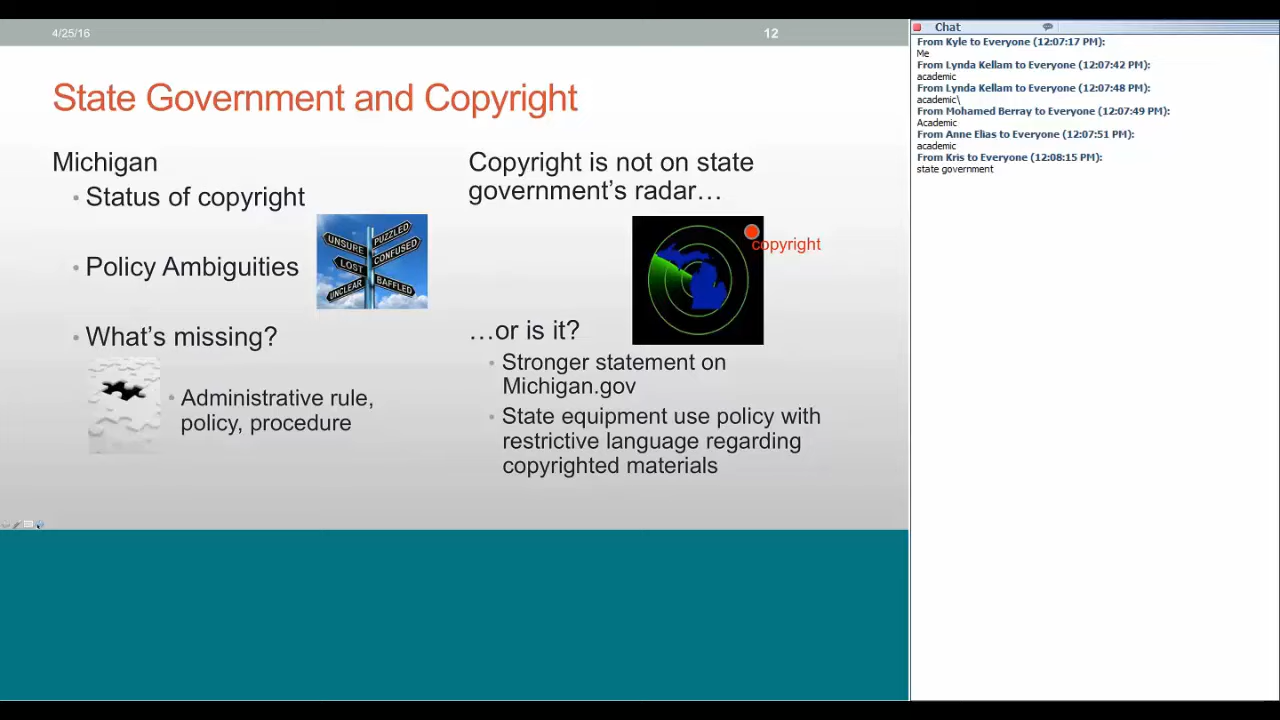 4/25/16
12
State Government and Copyright
Michigan
• Status of copyright
• Policy Ambiguities
• What's missing?
• Administrative rule,
policy, procedure
UNSURE
PUZZLED
CONFUSED
LOST
BAFFLED
UNCLEAR
Copyright is not on state
government's radar…
copyright
…or is it?
• Stronger statement on
Michigan.gov
• State equipment use policy with
restrictive language regarding
copyrighted materials
Chat
From Kyle to Everyone (12:07:17 PM):
Me
From Lynda Kellam to Everyone (12:07:42 PM):
academic
From Lynda Kellam to Everyone (12:07:48 PM):
academic\
From Mohamed Berray to Everyone (12:07:49 PM):
Academic
From Anne Elias to Everyone (12:07:51 PM):
academic
From Kris to Everyone (12:08:15 PM):
state government